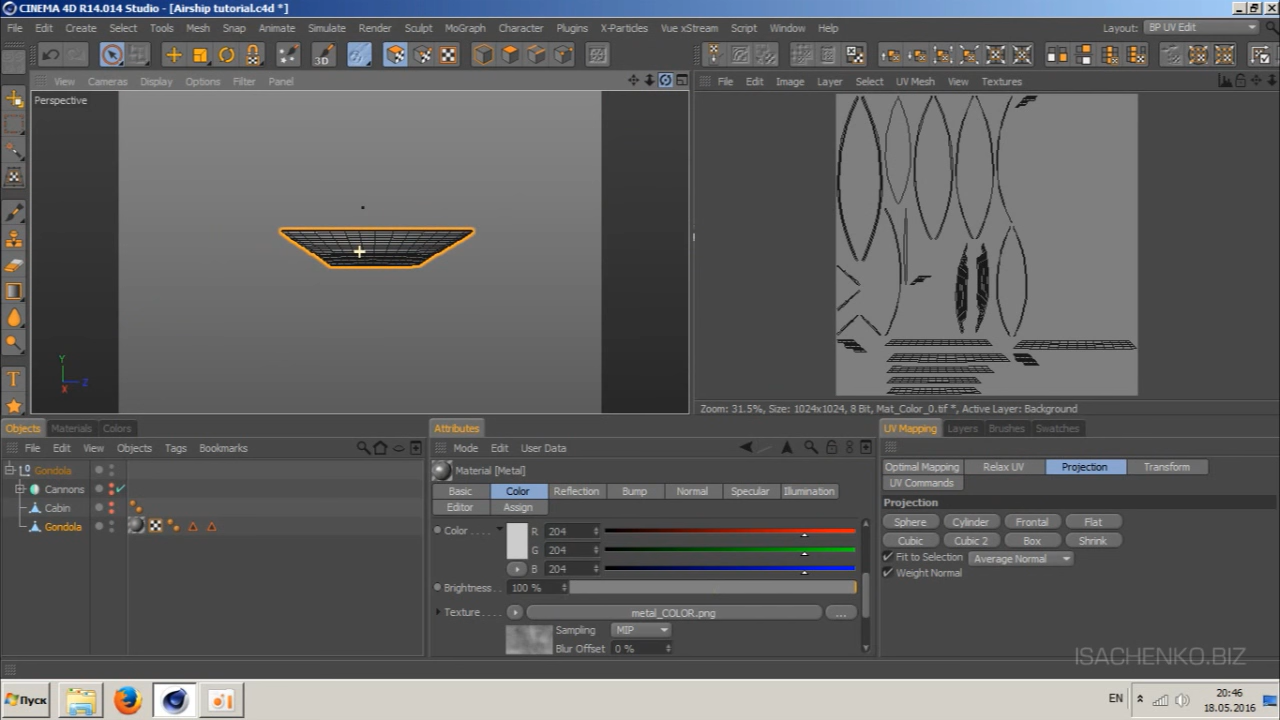 CINEMA 4D R14.014 Studio - [Airship tutorial.c4d *]
File Edit Create Select Tools Mesh Snap Animate Simulate Render Sculpt MoGraph Character Plugins X-Particles Vue xStream Script Window Help Layout: BP UV Edit
3D
View Cameras Display Options Filter Panel
File Edit Image Layer Select UV Mesh View Textures
Perspective
Y
Z
X
T
Zoom: 31.5%, Size: 1024x1024, 8 Bit, Mat_Color_0.tif *, Active Layer: Background
Objects Materials Colors
File Edit View Objects Tags Bookmarks
Gondola
Cannons
Cabin
Gondola
Attributes
Mode Edit User Data
Material [Metal]
Basic Color Reflection Bump Normal Specular Illumination
Editor Assign
Color . . . . R 204
G 204
B 204
Brightness . . 100 %
Texture . . . . . metal_COLOR.png ...
Sampling MIP
Blur Offset 0 %
UV Mapping Layers Brushes Swatches
Optimal Mapping Relax UV Projection Transform
UV Commands
Projection
Sphere Cylinder Frontal Flat
Cubic Cubic 2 Box Shrink
Fit to Selection Average Normal
Weight Normal
ISACHENKO.BIZ
Пуск
EN
20:46
18.05.2016